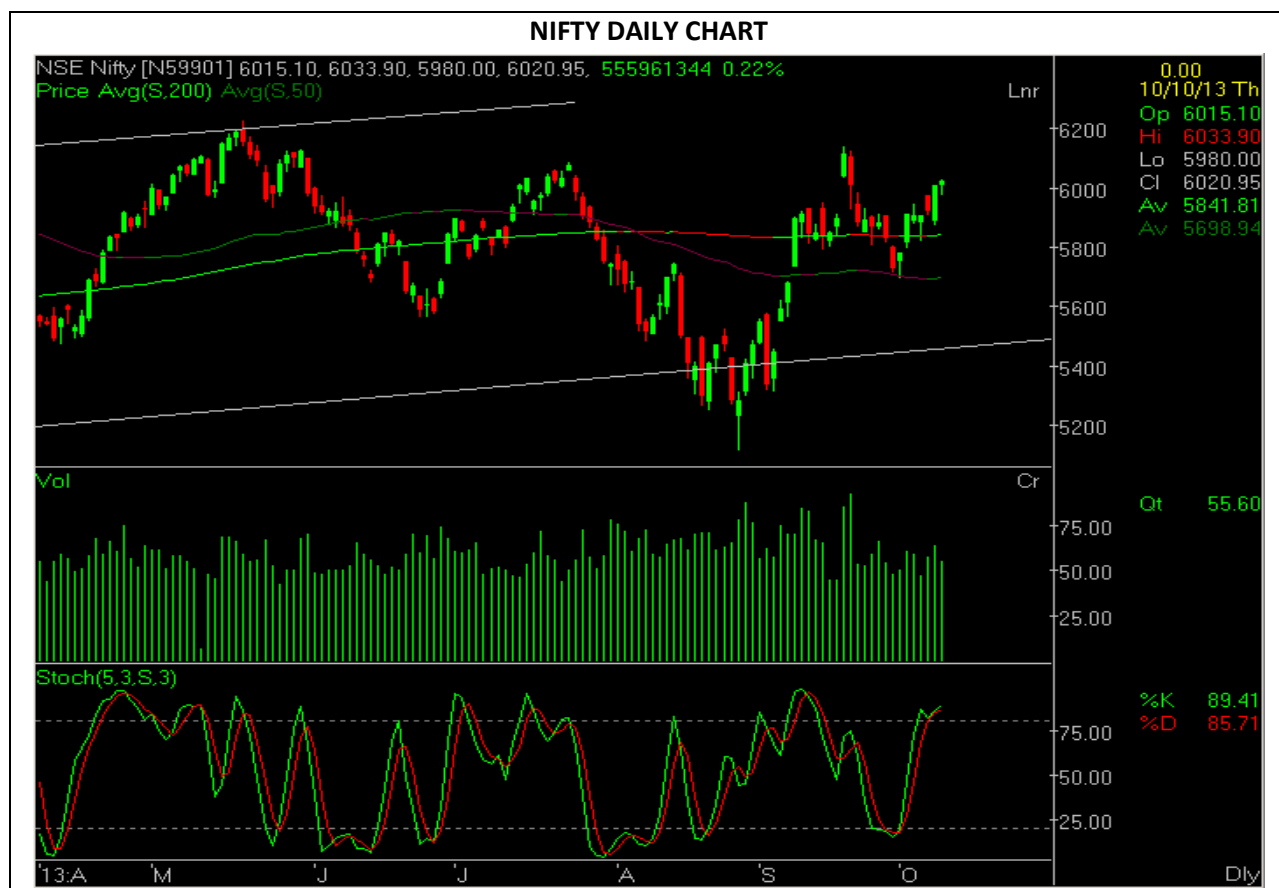 NIFTY DAILY CHART
NSE Nifty [N59901] 6015.10, 6033.90, 5980.00, 6020.95, 555961344 0.22%
Price Avg(S,200) Avg(S,50)
Lnr
0.00
10/10/13 Th
Op 6015.10
Hi 6033.90
Lo 5980.00
Cl 6020.95
Av 5841.81
Av 5698.94
6200
6000
5800
5600
5400
5200
Vol
Cr
Qt 55.60
75.00
50.00
25.00
Stoch(5,3,S,3)
%K 89.41
%D 85.71
75.00
50.00
25.00
'13:A 'M 'J 'J 'A 'S 'O Dly